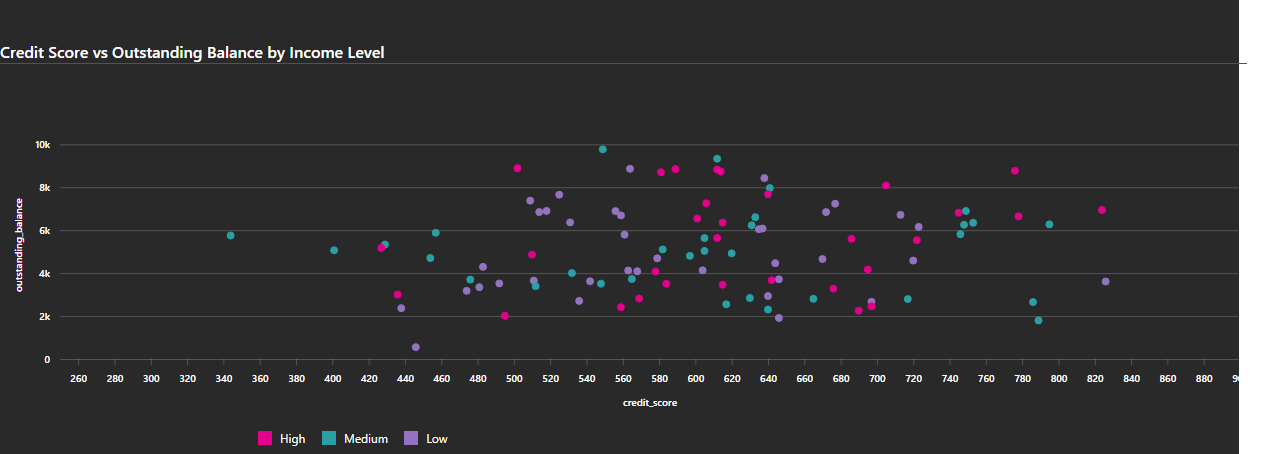 Credit Score vs Outstanding Balance by Income Level
outstanding_balance
10k
8k
6k
4k
2k
0
260 280 300 320 340 360 380 400 420 440 460 480 500 520 540 560 580 600 620 640 660 680 700 720 740 760 780 800 820 840 860 880
credit_score
High Medium Low